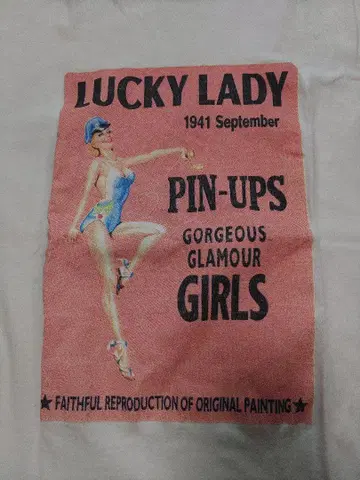 LUCKY LADY
1941 September
PIN-UPS
GORGEOUS
GLAMOUR
GIRLS
★ FAITHFUL REPRODUCTION OF ORIGINAL PAINTING ★